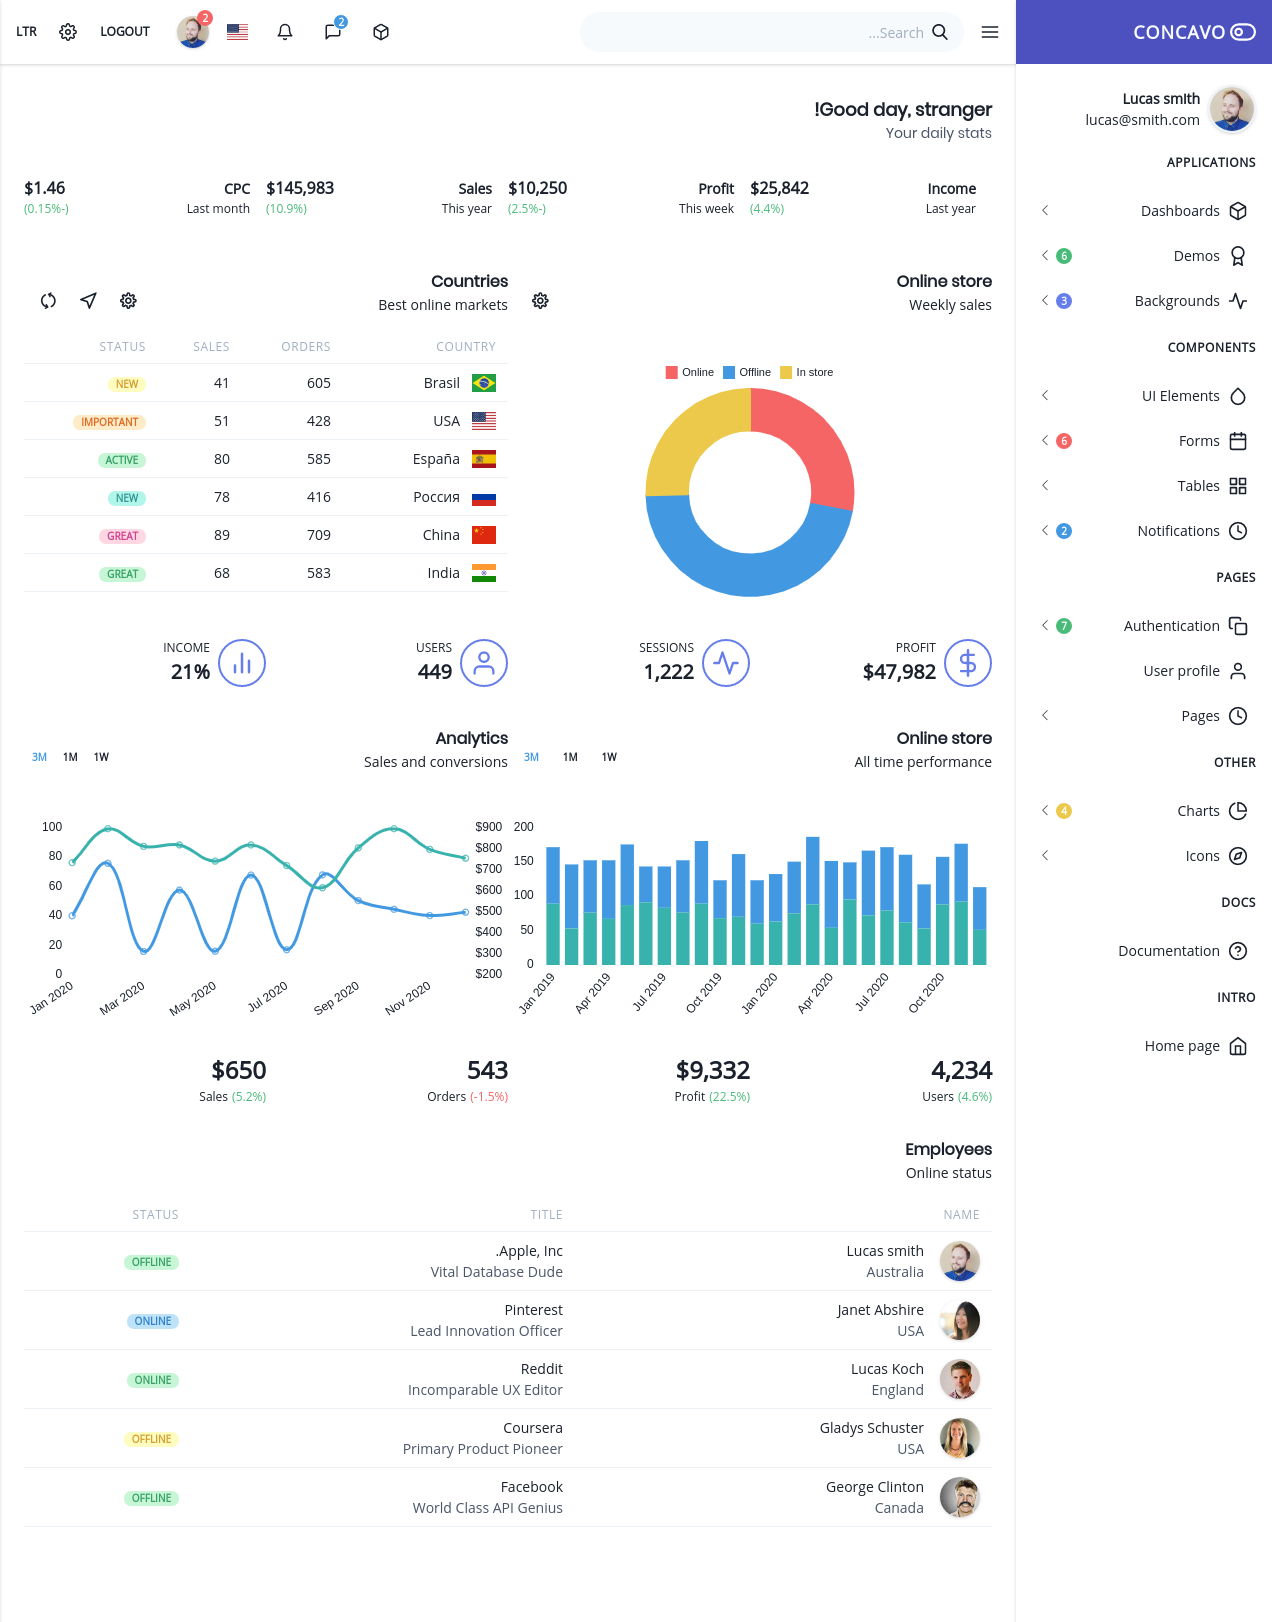 LTR
LOGOUT
2
2
...Search
CONCAVO
Lucas smith
lucas@smith.com
APPLICATIONS
Dashboards
Demos 6
Backgrounds 3
COMPONENTS
UI Elements
Forms 6
Tables
Notifications 2
PAGES
Authentication 7
User profile
Pages
OTHER
Charts 4
Icons
DOCS
Documentation
INTRO
Home page
!Good day, stranger
Your daily stats
$1.46 CPC $145,983 Sales $10,250 Profit $25,842 Income
(0.15%-) Last month (10.9%) This year (2.5%-) This week (4.4%) Last year
Countries
Best online markets
STATUS SALES ORDERS COUNTRY
NEW 41 605 Brasil
IMPORTANT 51 428 USA
ACTIVE 80 585 España
NEW 78 416 Россия
GREAT 89 709 China
GREAT 68 583 India
Online store
Weekly sales
Online Offline In store
INCOME USERS SESSIONS PROFIT
21% 449 1,222 $47,982
Analytics
Sales and conversions
3M 1M 1W
100
80
60
40
20
0
$900
$800
$700
$600
$500
$400
$300
$200
Jan 2020 Mar 2020 May 2020 Jul 2020 Sep 2020 Nov 2020
Online store
All time performance
3M 1M 1W
200
150
100
50
0
Jan 2019 Apr 2019 Jul 2019 Oct 2019 Jan 2020 Apr 2020 Jul 2020 Oct 2020
$650 543 $9,332 4,234
Sales (5.2%) Orders (-1.5%) Profit (22.5%) Users (4.6%)
Employees
Online status
STATUS TITLE NAME
OFFLINE .Apple, Inc Lucas smith
Vital Database Dude Australia
ONLINE Pinterest Janet Abshire
Lead Innovation Officer USA
ONLINE Reddit Lucas Koch
Incomparable UX Editor England
OFFLINE Coursera Gladys Schuster
Primary Product Pioneer USA
OFFLINE Facebook George Clinton
World Class API Genius Canada